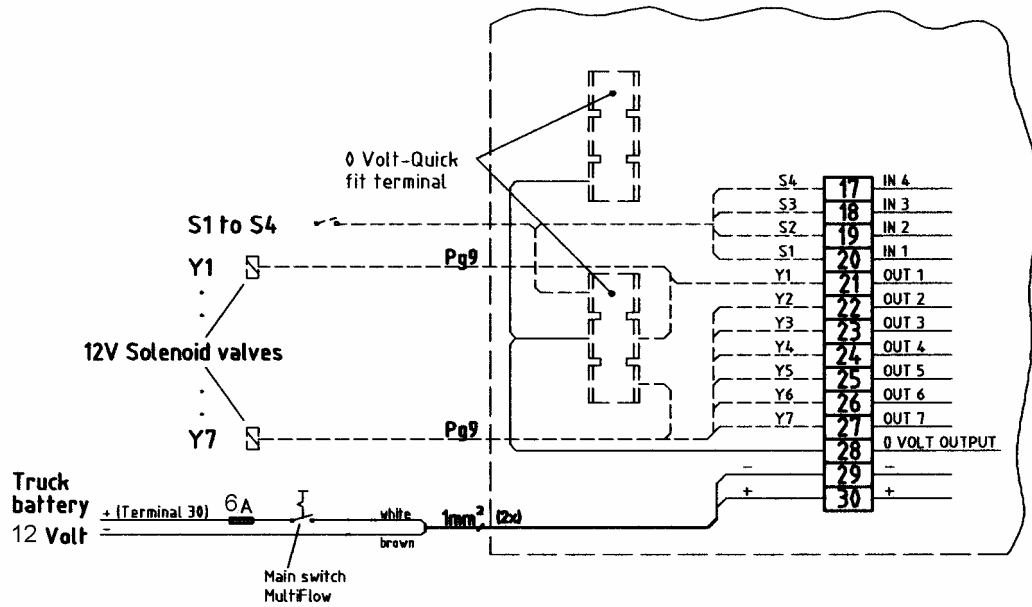 0 Volt-Quick
fit terminal
S4 17 IN 4
S3 18 IN 3
S2 19 IN 2
S1 20 IN 1
Y1 21 OUT 1
Y2 22 OUT 2
Y3 23 OUT 3
Y4 24 OUT 4
Y5 25 OUT 5
Y6 26 OUT 6
Y7 27 OUT 7
28 0 VOLT OUTPUT
- 29 -
+ 30 +
S1 to S4
Y1
Pg9
12V Solenoid valves
Y7
Pg9
Truck
battery
12 Volt
+ (Terminal 30)
-
6A
white
brown
1mm² (2x)
Main switch
MultiFlow